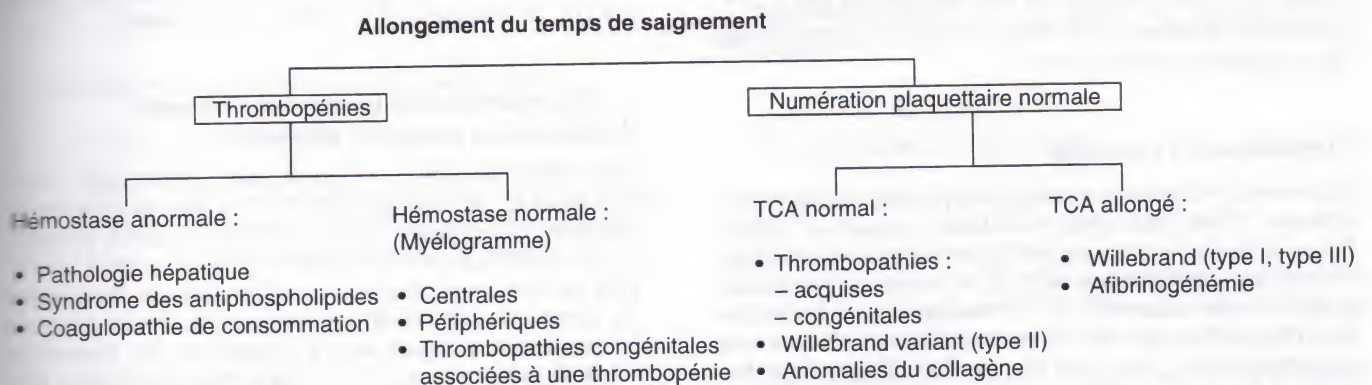 Allongement du temps de saignement
Thrombopénies
Numération plaquettaire normale
Hémostase anormale :
• Pathologie hépatique
• Syndrome des antiphospholipides
• Coagulopathie de consommation
Hémostase normale :
(Myélogramme)
• Centrales
• Périphériques
• Thrombopathies congénitales
associées à une thrombopénie
TCA normal :
• Thrombopathies :
– acquises
– congénitales
• Willebrand variant (type II)
• Anomalies du collagène
TCA allongé :
• Willebrand (type I, type III)
• Afibrinogénémie